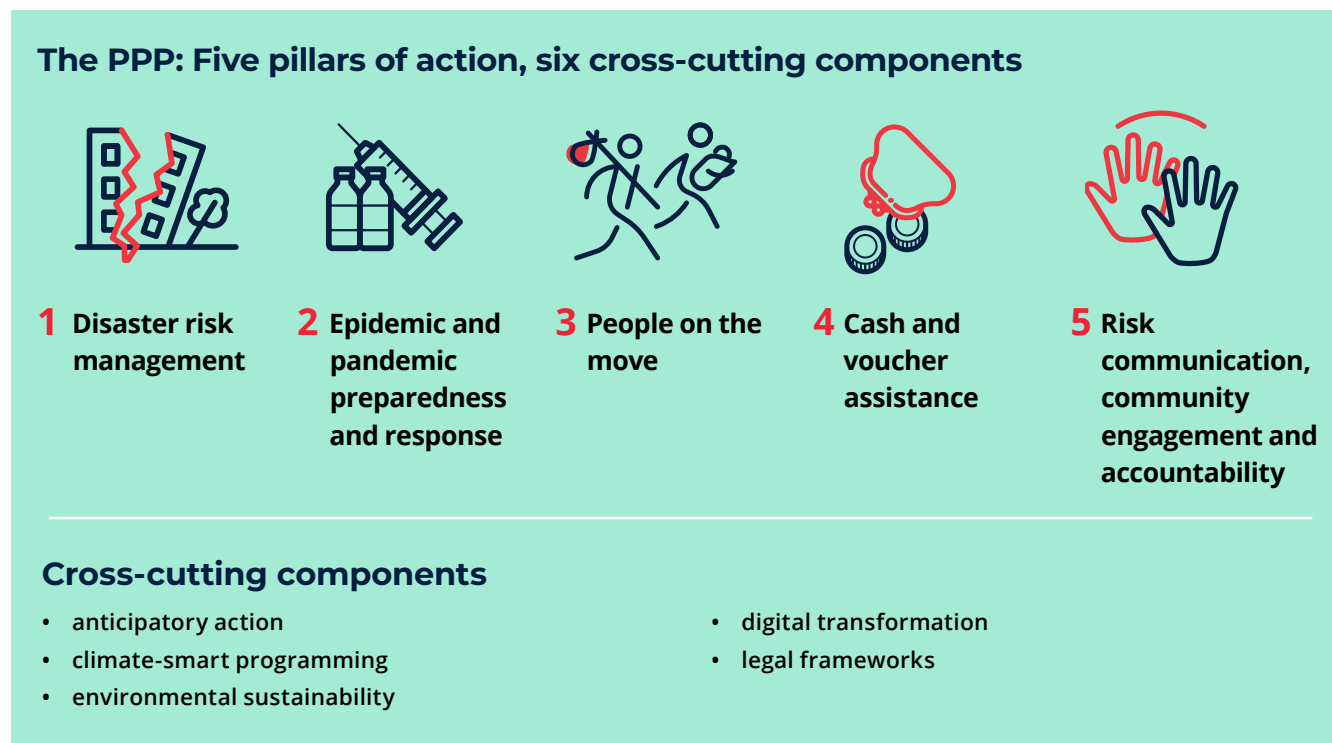 The PPP: Five pillars of action, six cross-cutting components
1 Disaster risk
management
2 Epidemic and
pandemic
preparedness
and response
3 People on the
move
4 Cash and
voucher
assistance
5 Risk
communication,
community
engagement and
accountability
Cross-cutting components
• anticipatory action
• climate-smart programming
• environmental sustainability
• digital transformation
• legal frameworks